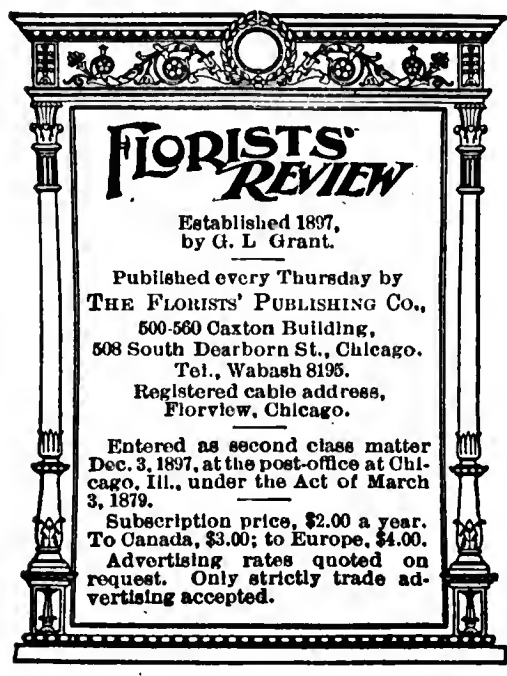 FLORISTS'
REVIEW
Established 1897,
by G. L Grant.
Published every Thursday by
THE FLORISTS' PUBLISHING CO.,
500-560 Caxton Building,
508 South Dearborn St., Chicago.
Tel., Wabash 8195.
Registered cable address,
Florview, Chicago.
Entered as second class matter
Dec. 3, 1897, at the post-office at Chi-
cago, Ill., under the Act of March
3, 1879.
Subscription price, $2.00 a year.
To Canada, $3.00; to Europe, $4.00.
Advertising rates quoted on
request. Only strictly trade ad-
vertising accepted.